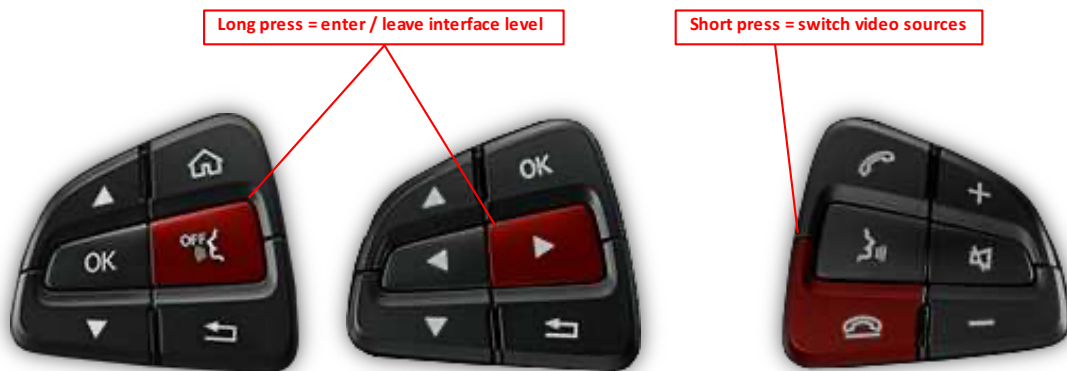 Long press = enter / leave interface level
Short press = switch video sources
OK
OFF
OK